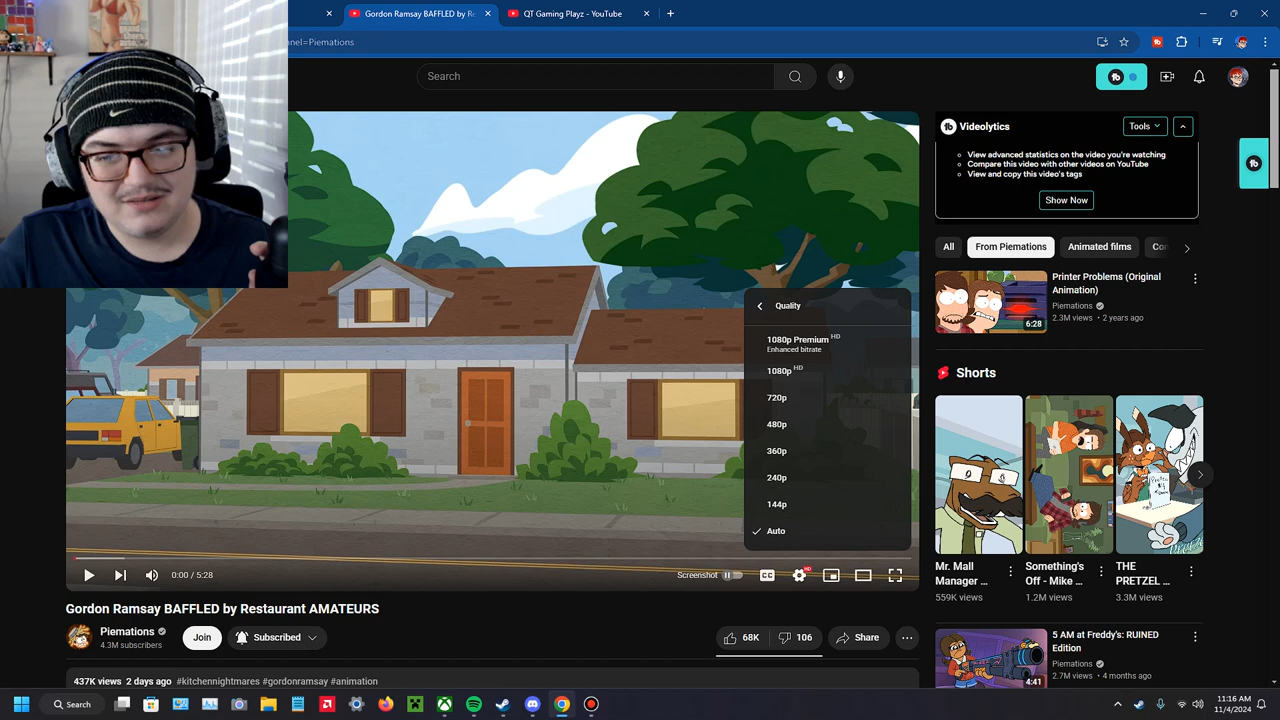 Gordon Ramsay BAFFLED by Re
QT Gaming Playz - YouTube
nnel=Piemations
Search
Videolytics
Tools
View advanced statistics on the video you're watching
Compare this video with other videos on YouTube
View and copy this video's tags
Show Now
All
From Piemations
Animated films
Co
Printer Problems (Original
Animation)
Piemations
2.3M views • 2 years ago
6:28
Shorts
Quality
1080p Premium HD
Enhanced bitrate
1080p HD
720p
480p
360p
240p
144p
Auto
0:00 / 5:28
Screenshot
CC
HD
Mr. Mall
Manager ...
559K views
Something's
Off - Mike ...
1.2M views
THE
PRETZEL ...
3.3M views
Gordon Ramsay BAFFLED by Restaurant AMATEURS
Piemations
4.3M subscribers
Join
Subscribed
68K
106
Share
437K views 2 days ago #kitchennightmares #gordonramsay #animation
5 AM at Freddy's: RUINED
Edition
Piemations
2.7M views • 4 months ago
4:41
Search
11:16 AM
11/4/2024